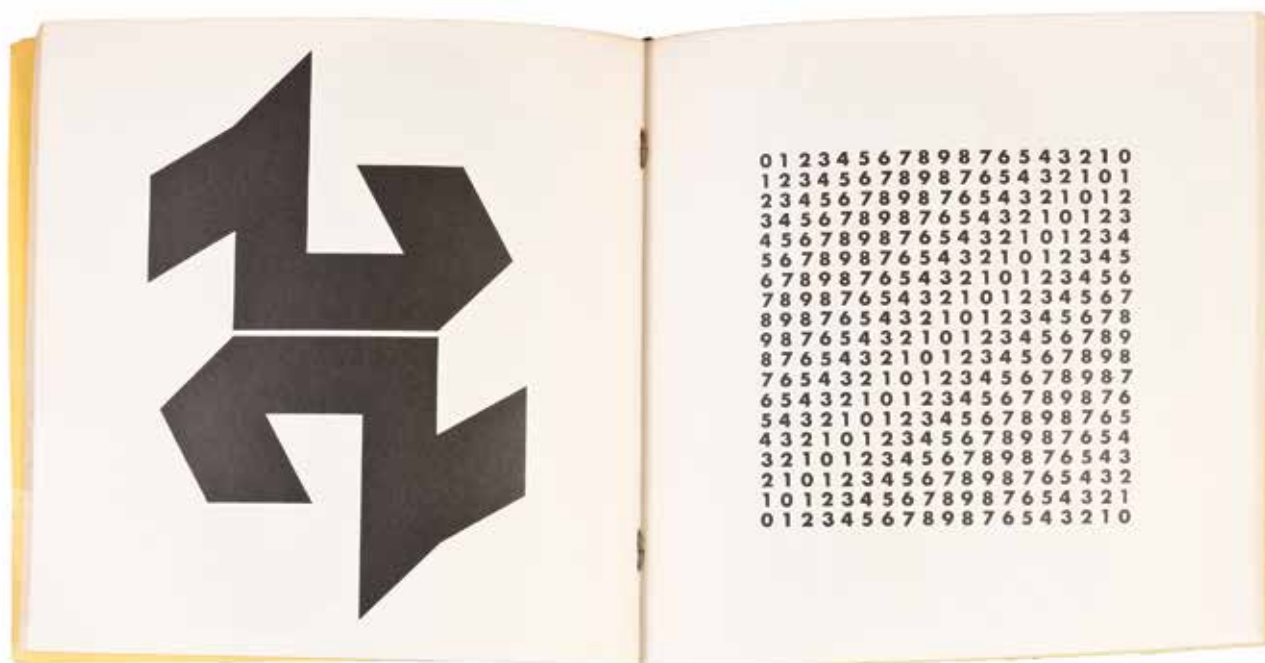 0 1 2 3 4 5 6 7 8 9 8 7 6 5 4 3 2 1 0
1 2 3 4 5 6 7 8 9 8 7 6 5 4 3 2 1 0 1
2 3 4 5 6 7 8 9 8 7 6 5 4 3 2 1 0 1 2
3 4 5 6 7 8 9 8 7 6 5 4 3 2 1 0 1 2 3
4 5 6 7 8 9 8 7 6 5 4 3 2 1 0 1 2 3 4
5 6 7 8 9 8 7 6 5 4 3 2 1 0 1 2 3 4 5
6 7 8 9 8 7 6 5 4 3 2 1 0 1 2 3 4 5 6
7 8 9 8 7 6 5 4 3 2 1 0 1 2 3 4 5 6 7
8 9 8 7 6 5 4 3 2 1 0 1 2 3 4 5 6 7 8
9 8 7 6 5 4 3 2 1 0 1 2 3 4 5 6 7 8 9
8 7 6 5 4 3 2 1 0 1 2 3 4 5 6 7 8 9 8
7 6 5 4 3 2 1 0 1 2 3 4 5 6 7 8 9 8 7
6 5 4 3 2 1 0 1 2 3 4 5 6 7 8 9 8 7 6
5 4 3 2 1 0 1 2 3 4 5 6 7 8 9 8 7 6 5
4 3 2 1 0 1 2 3 4 5 6 7 8 9 8 7 6 5 4
3 2 1 0 1 2 3 4 5 6 7 8 9 8 7 6 5 4 3
2 1 0 1 2 3 4 5 6 7 8 9 8 7 6 5 4 3 2
1 0 1 2 3 4 5 6 7 8 9 8 7 6 5 4 3 2 1
0 1 2 3 4 5 6 7 8 9 8 7 6 5 4 3 2 1 0